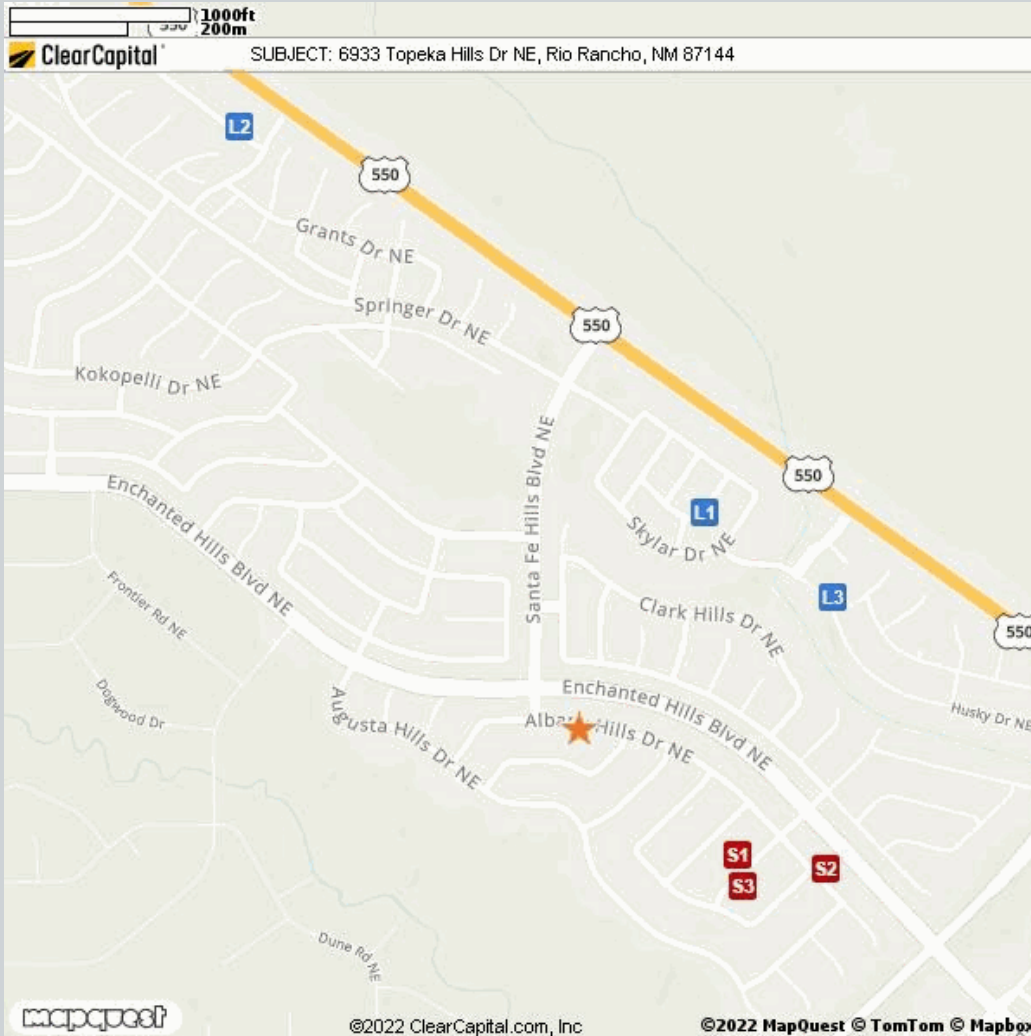 1000ft
200m
ClearCapital
SUBJECT: 6933 Topeka Hills Dr NE, Rio Rancho, NM 87144
L2
550
Grants Dr NE
Springer Dr NE
550
Kokopelli Dr NE
Santa Fe Hills Blvd NE
550
Enchanted Hills Blvd NE
L1
Skylar Dr NE
Frontier Rd NE
L3
Clark Hills Dr NE
550
Dogwood Dr
Augusta Hills Dr NE
Enchanted Hills Blvd NE
Husky Dr NE
Hills Dr NE
S1
S2
S3
Dune Rd NE
mapquest
©2022 ClearCapital.com, Inc
©2022 MapQuest © TomTom © Mapbox